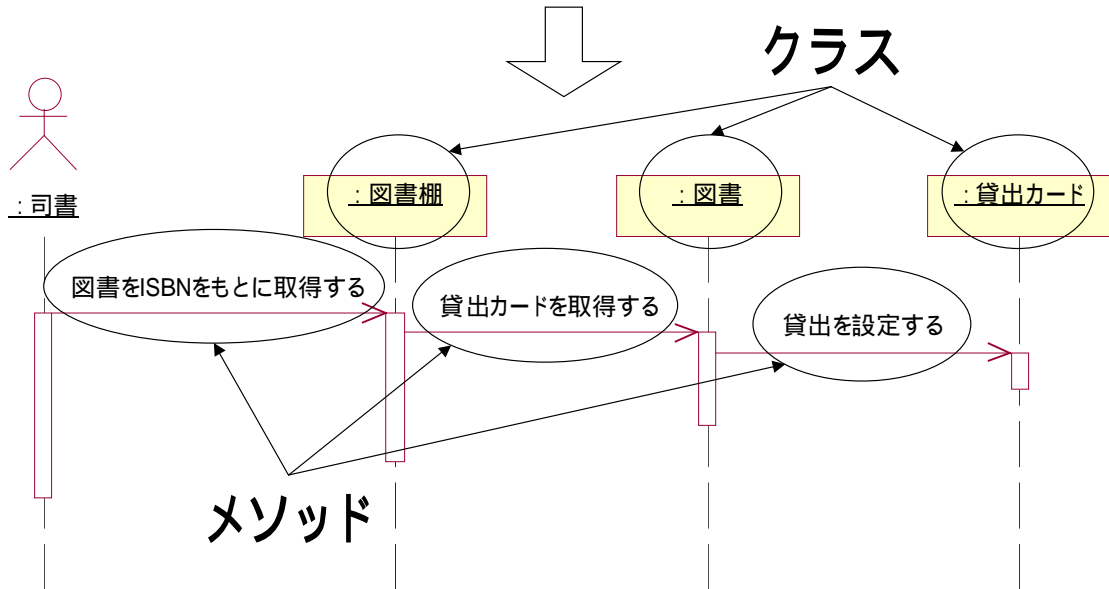 クラス
: 司書
: 図書棚
: 図書
: 貸出カード
図書をISBNをもとに取得する
貸出カードを取得する
貸出を設定する
メソッド